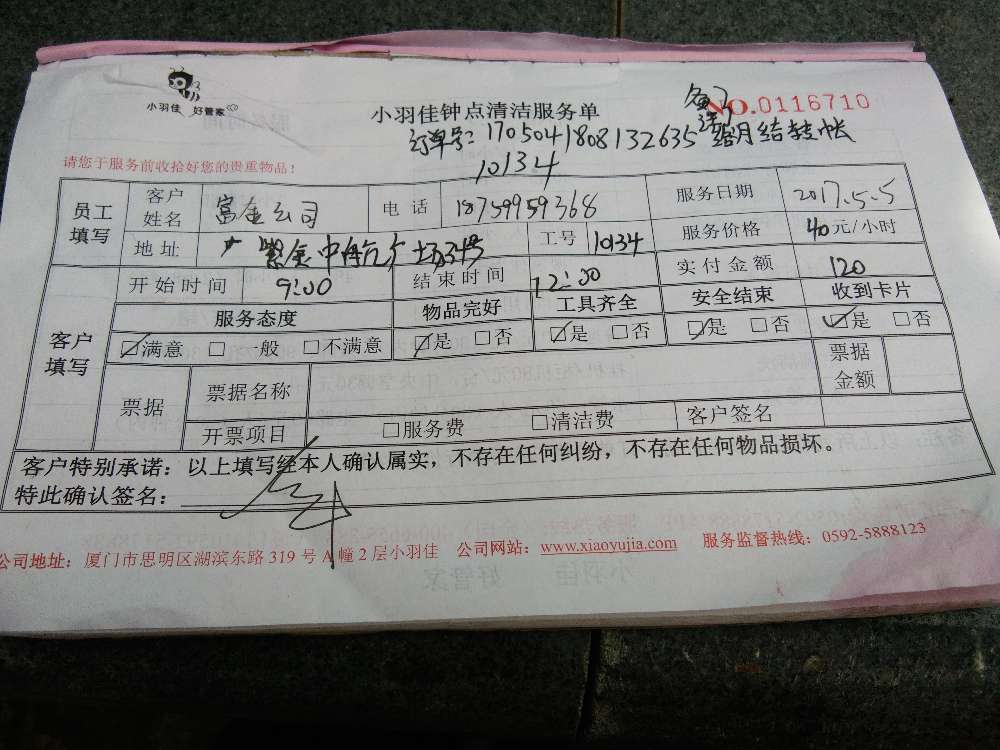 小羽佳 好管家
小羽佳钟点清洁服务单
NO.0116710
订单号: 1705041808132635 月结转帐
10134
请您于服务前收拾好您的贵重物品!
员工填写 客户姓名 富金公司 电话 18759959368 服务日期 2017.5.5
地址 紫金中航广场34号 工号 10134 服务价格 40元/小时
客户填写 开始时间 9:00 结束时间 12:00 实付金额 120
服务态度 物品完好 工具齐全 安全结束 收到卡片
☑满意 □一般 □不满意 ☑是 □否 ☑是 □否 ☑是 □否 ☑是 □否
票据 票据名称 票据金额
开票项目 □服务费 □清洁费 客户签名
客户特别承诺:以上填写经本人确认属实,不存在任何纠纷,不存在任何物品损坏。
特此确认签名:
公司地址:厦门市思明区湖滨东路 319 号 A 幢 2 层小羽佳 公司网站:www.xiaoyujia.com 服务监督热线:0592-5888123